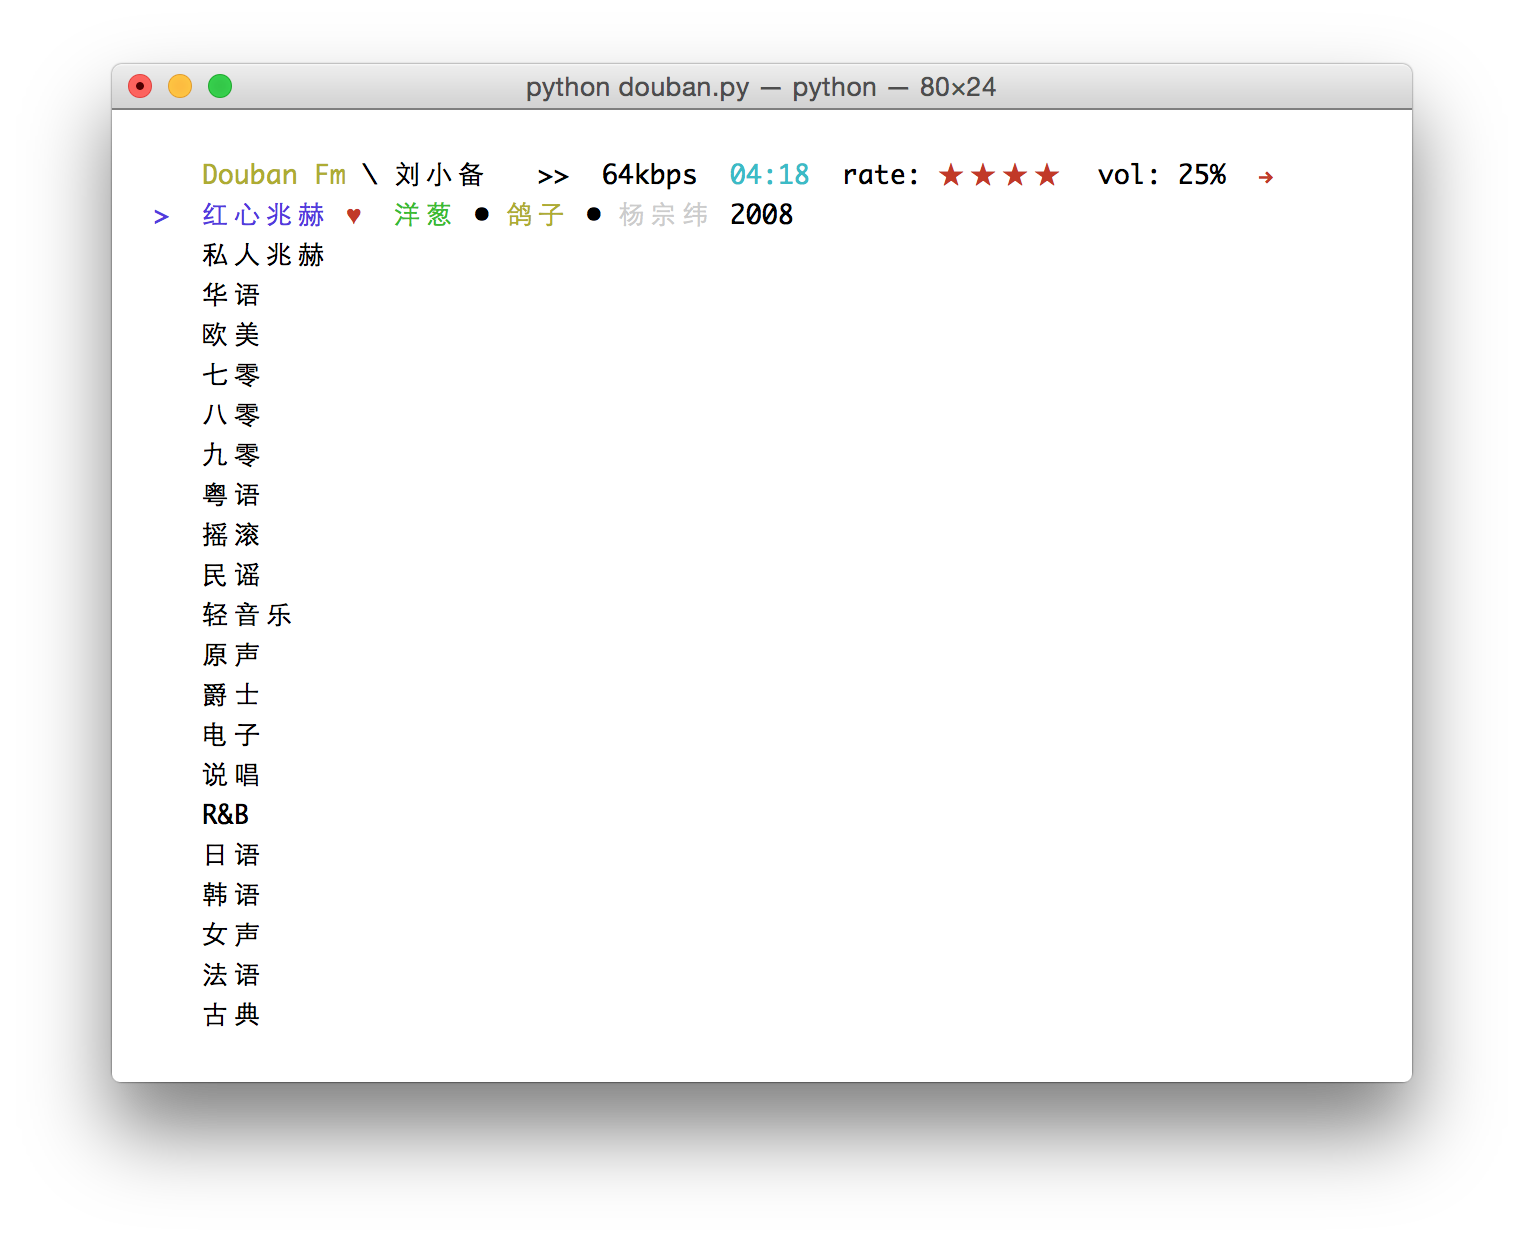 python douban.py — python — 80×24
Douban Fm \ 刘小备 >> 64kbps 04:18 rate: ★★★★ vol: 25% →
> 红心兆赫 ♥ 洋葱 ● 鸽子 ● 杨宗纬 2008
私人兆赫
华语
欧美
七零
八零
九零
粤语
摇滚
民谣
轻音乐
原声
爵士
电子
说唱
R&B
日语
韩语
女声
法语
古典